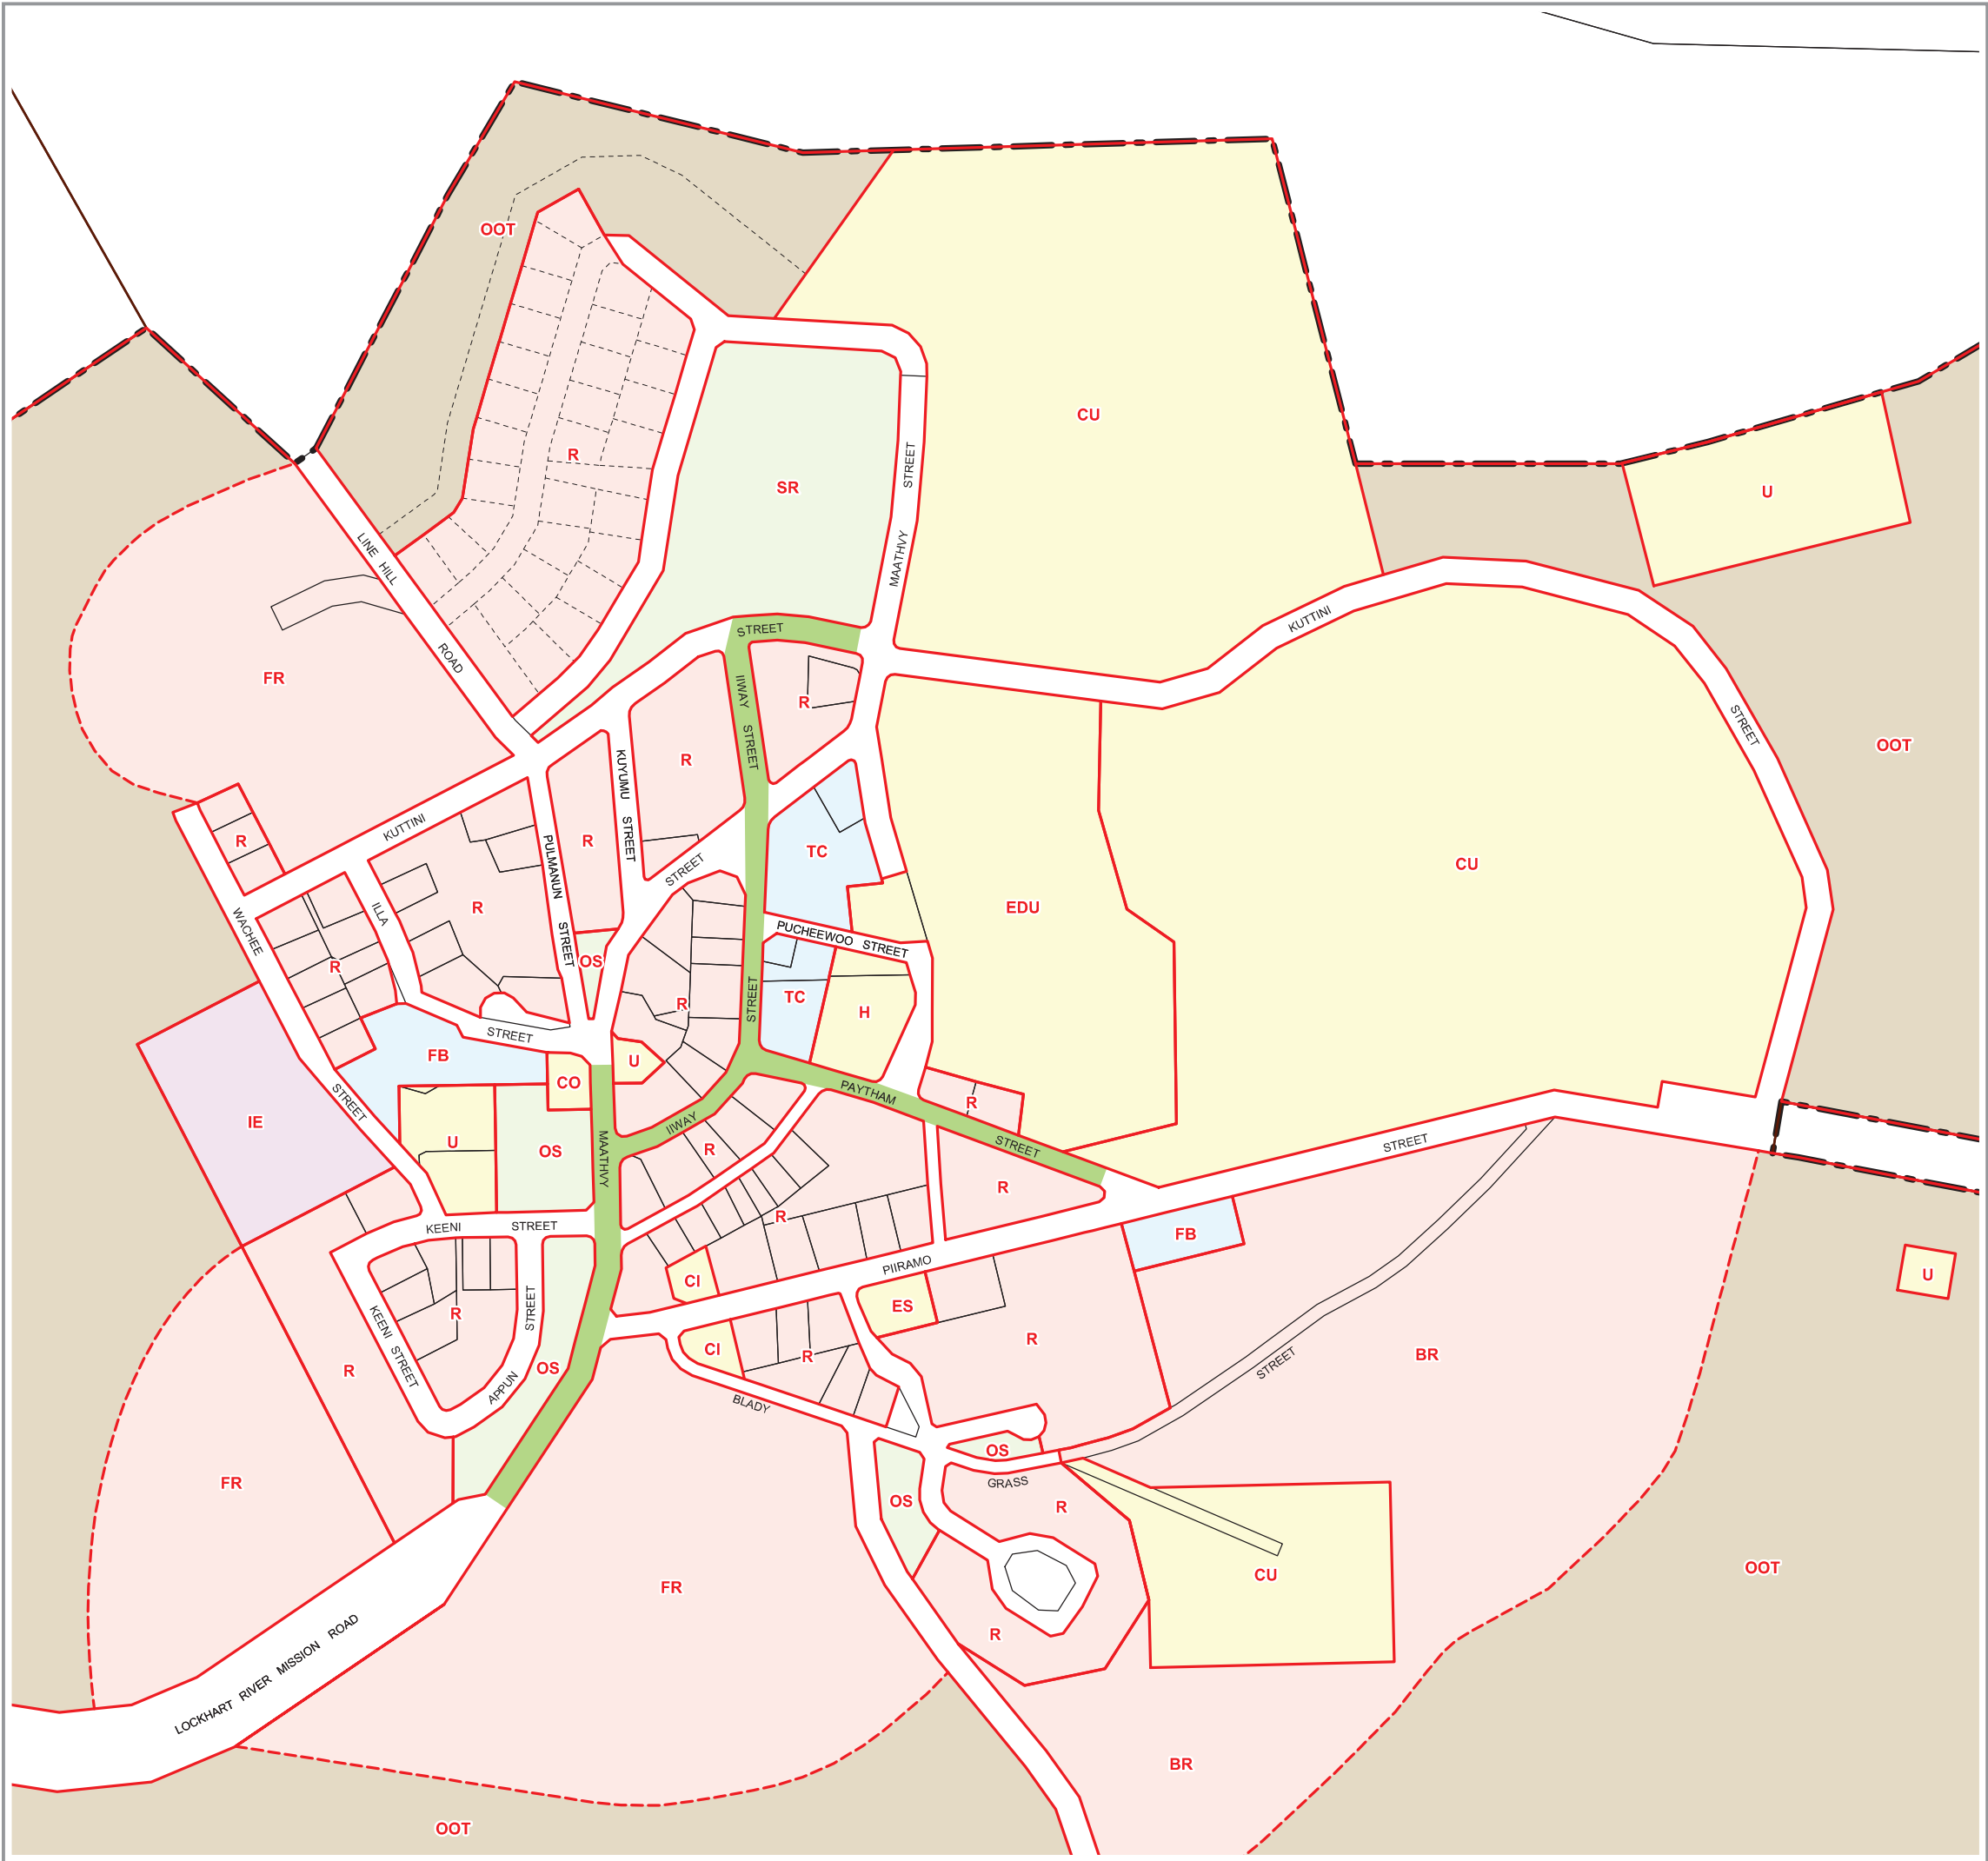 OOT
CU
R
SR
U
LINE HILL
ROAD
STREET
MAATHVY
KUTTINI
STREET
FR
STREET
IIWAY
STREET
R
R
OOT
KUYUMU
STREET
R
KUTTINI
PULMANUN
STREET
R
STREET
TC
CU
R
ILLA
EDU
WACHEE
STREET
R
OS
PUCHEEWOO STREET
R
TC
H
STREET
STREET
FB
CO
U
PAYTHAM
STREET
R
IE
STREET
U
OS
MAATHVY
IIWAY
R
STREET
R
R
KEENI
STREET
FB
PIIRAMO
CI
ES
U
KEENI STREET
R
STREET
APPUN
OS
R
CI
R
R
BLADY
STREET
BR
FR
OS
GRASS
OS
R
CU
OOT
FR
R
LOCKHART RIVER MISSION ROAD
BR
OOT